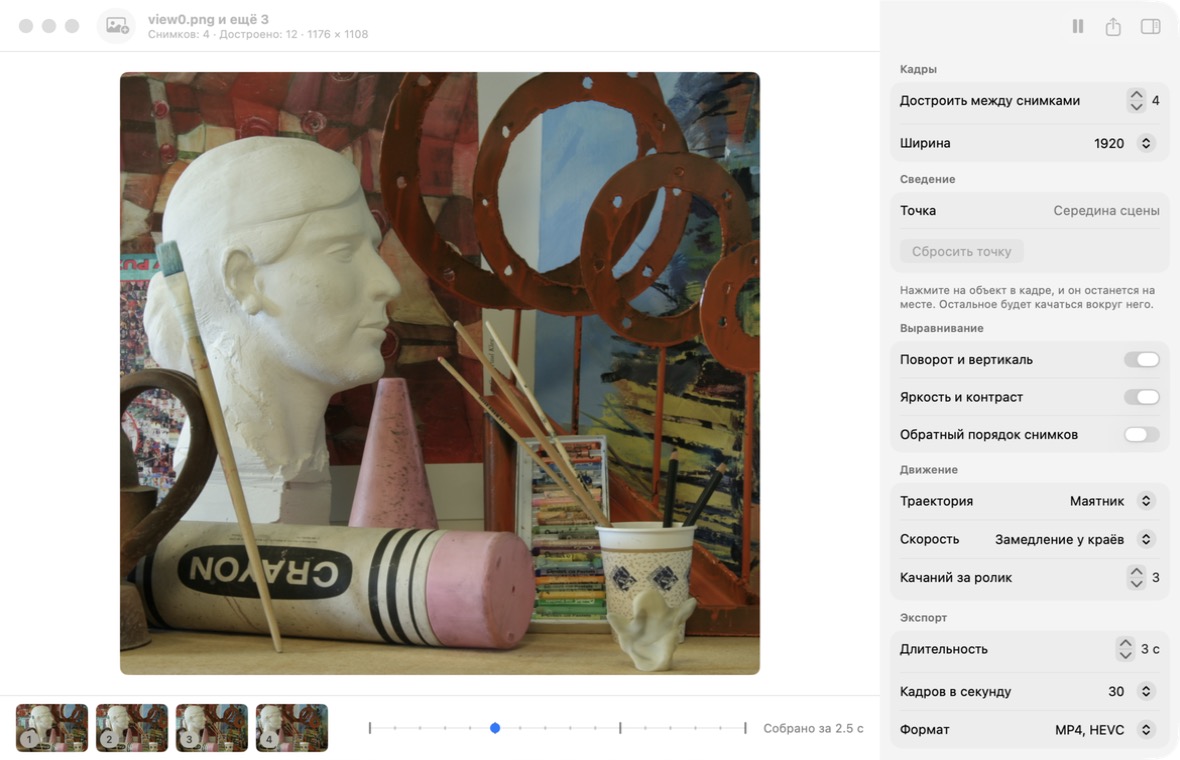 view0.png и ещё 3
Снимков: 4 · Достроено: 12 · 1176 × 1108
Кадры
Достроить между снимками 4
Ширина 1920
Сведение
Точка Середина сцены
Сбросить точку
Нажмите на объект в кадре, и он останется на
месте. Остальное будет качаться вокруг него.
Выравнивание
Поворот и вертикаль
Яркость и контраст
Обратный порядок снимков
Движение
Траектория Маятник
Скорость Замедление у краёв
Качаний за ролик 3
Экспорт
Длительность 3 с
Кадров в секунду 30
Формат MP4, HEVC
CRAYON
1
2
3
4
Собрано за 2.5 с